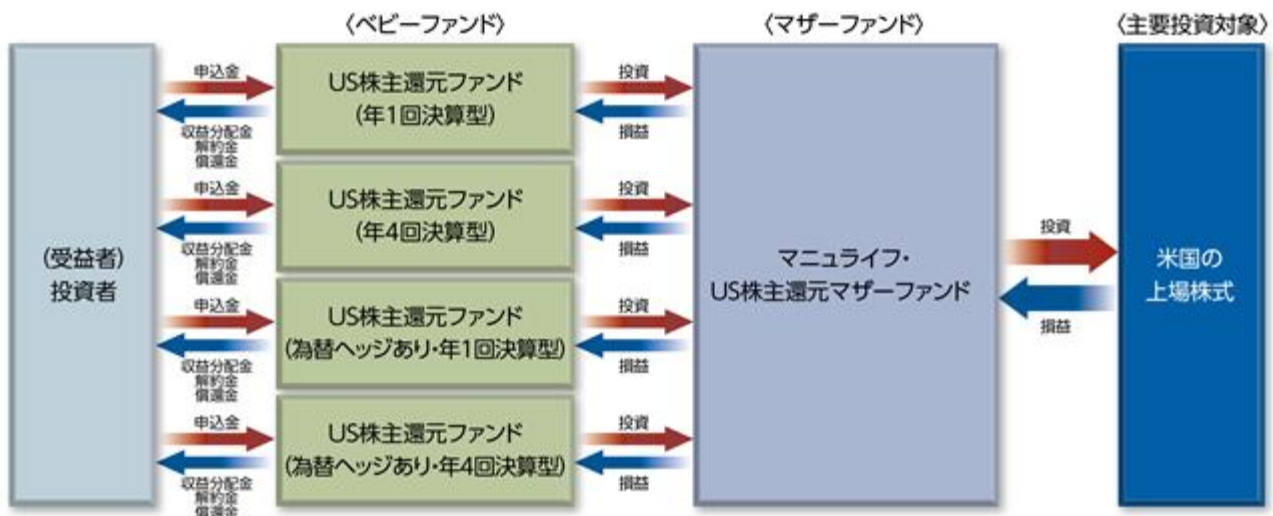 〈ベビーファンド〉
〈マザーファンド〉
〈主要投資対象〉
(受益者)
投資者
申込金
収益分配金
解約金
償還金
US株主還元ファンド
(年1回決算型)
投資
損益
申込金
収益分配金
解約金
償還金
US株主還元ファンド
(年4回決算型)
投資
損益
申込金
収益分配金
解約金
償還金
US株主還元ファンド
(為替ヘッジあり・年1回決算型)
投資
損益
申込金
収益分配金
解約金
償還金
US株主還元ファンド
(為替ヘッジあり・年4回決算型)
投資
損益
マニュライフ・
US株主還元マザーファンド
投資
損益
米国の
上場株式